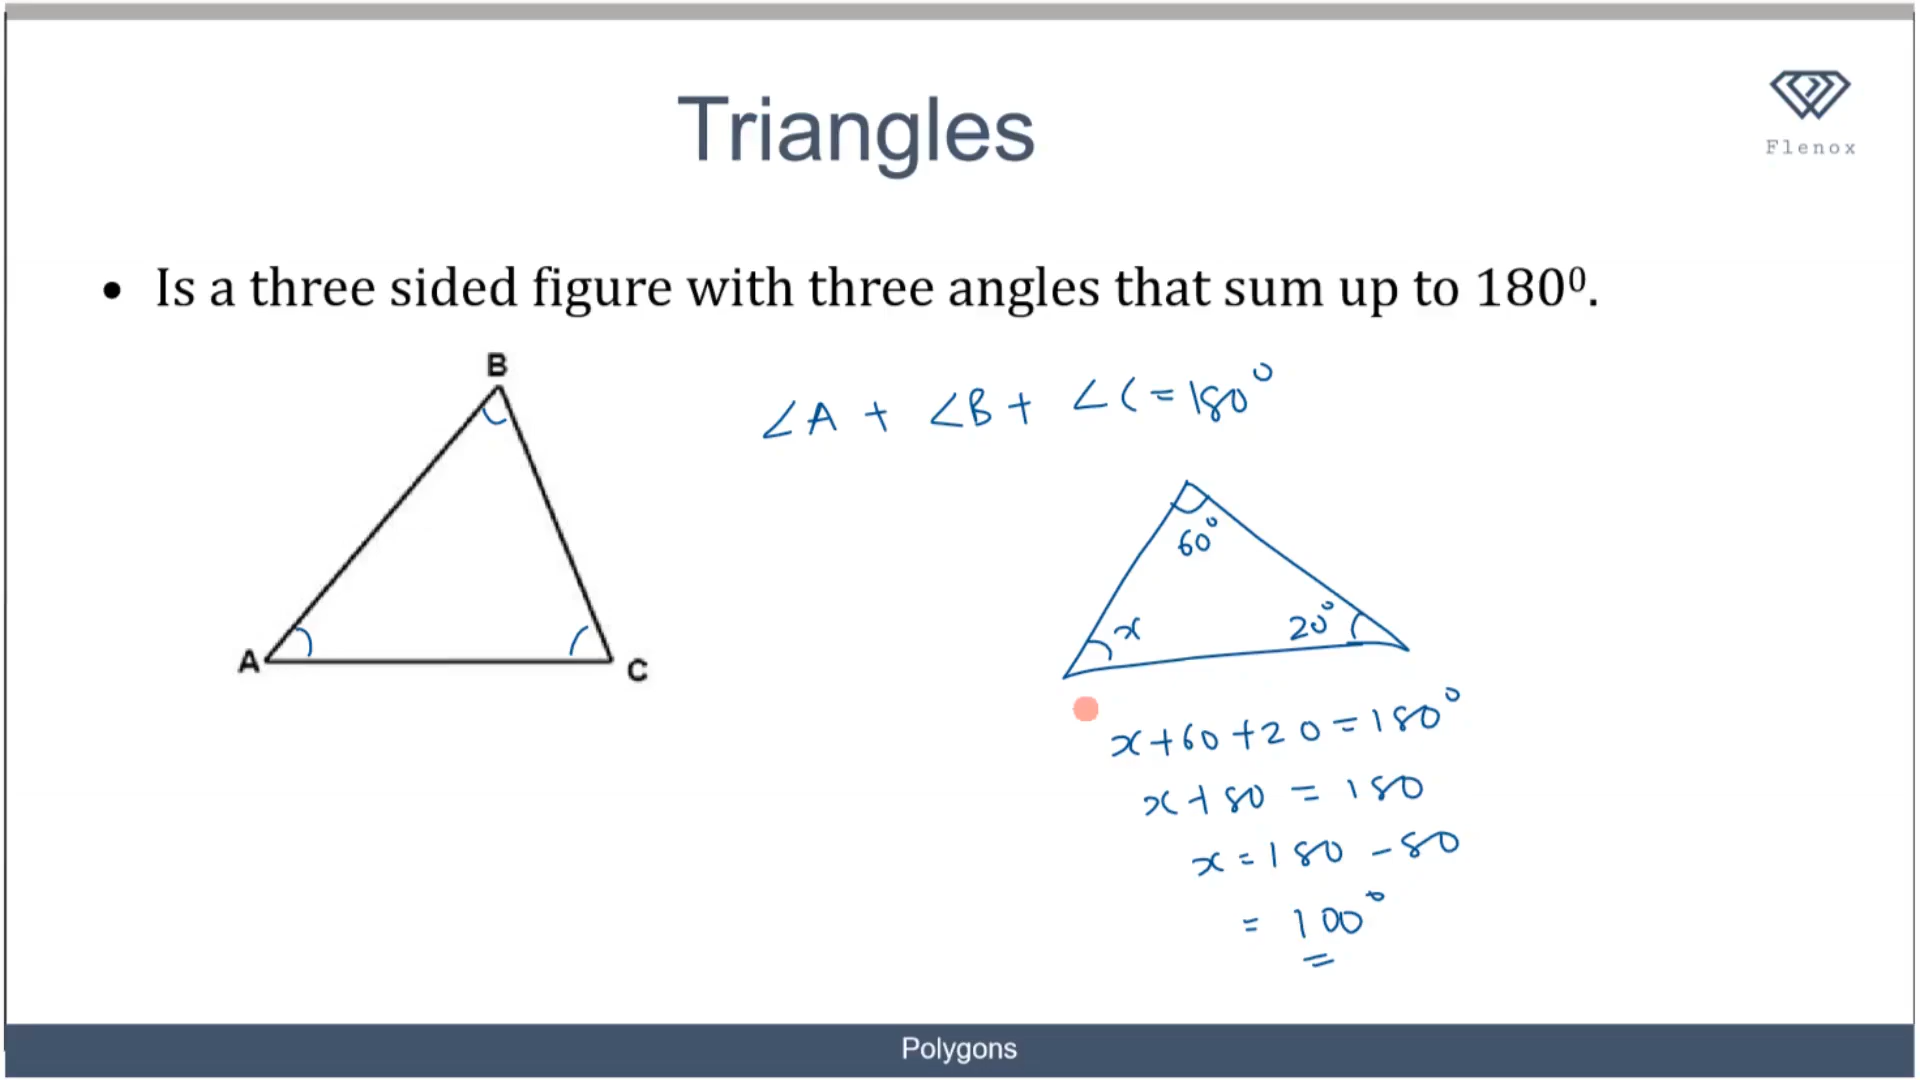 Triangles
Flenox
• Is a three sided figure with three angles that sum up to 180⁰.
B
A
C
∠A + ∠B + ∠C = 180°
60°
x
20°
x+60+20=180°
x+80 = 180
x=180-80
= 100°
Polygons